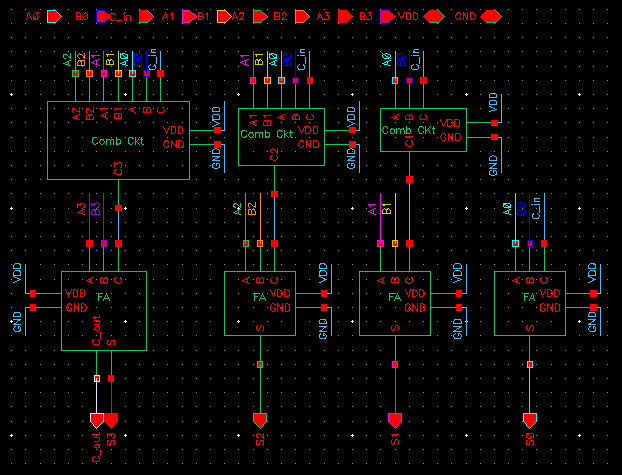 A0 B0 C_in A1 B1 A2 B2 A3 B3 VDD GND
A2 B2 A1 B1 A0 B0 C_in
A1 B1 A0 B0 C_in
A0 B0 C_in
A2 B2 A1 B1 A B C
Comb Ckt
VDD
GND
C3
VDD
GND
A1 B1 A B C
Comb Ckt
VDD
GND
C2
VDD
GND
A B C
Comb Ckt
VDD
GND
C1
VDD
GND
A3 B3
A2 B2
A1 B1
A0 B0 C_in
VDD
GND
A B C
FA
VDD
GND
C_out S
A B C
FA
VDD
GND
S
VDD
GND
A B C
FA
VDD
GND
S
VDD
GND
A B C
FA
VDD
GND
S
VDD
GND
C_out S3
S2
S1
S0